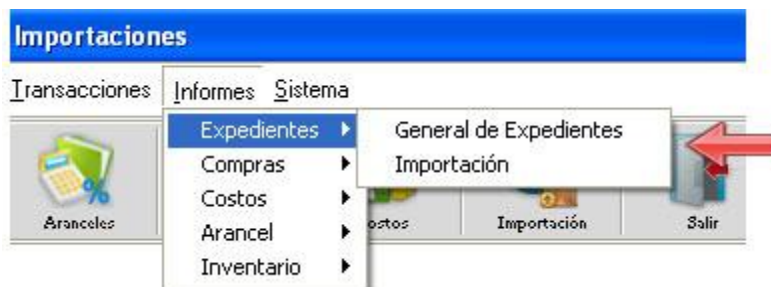 Importaciones
Transacciones Informes Sistema
Expedientes General de Expedientes
Compras Importación
Costos
Aranceles ostos Importación Salir
Arancel
Inventario